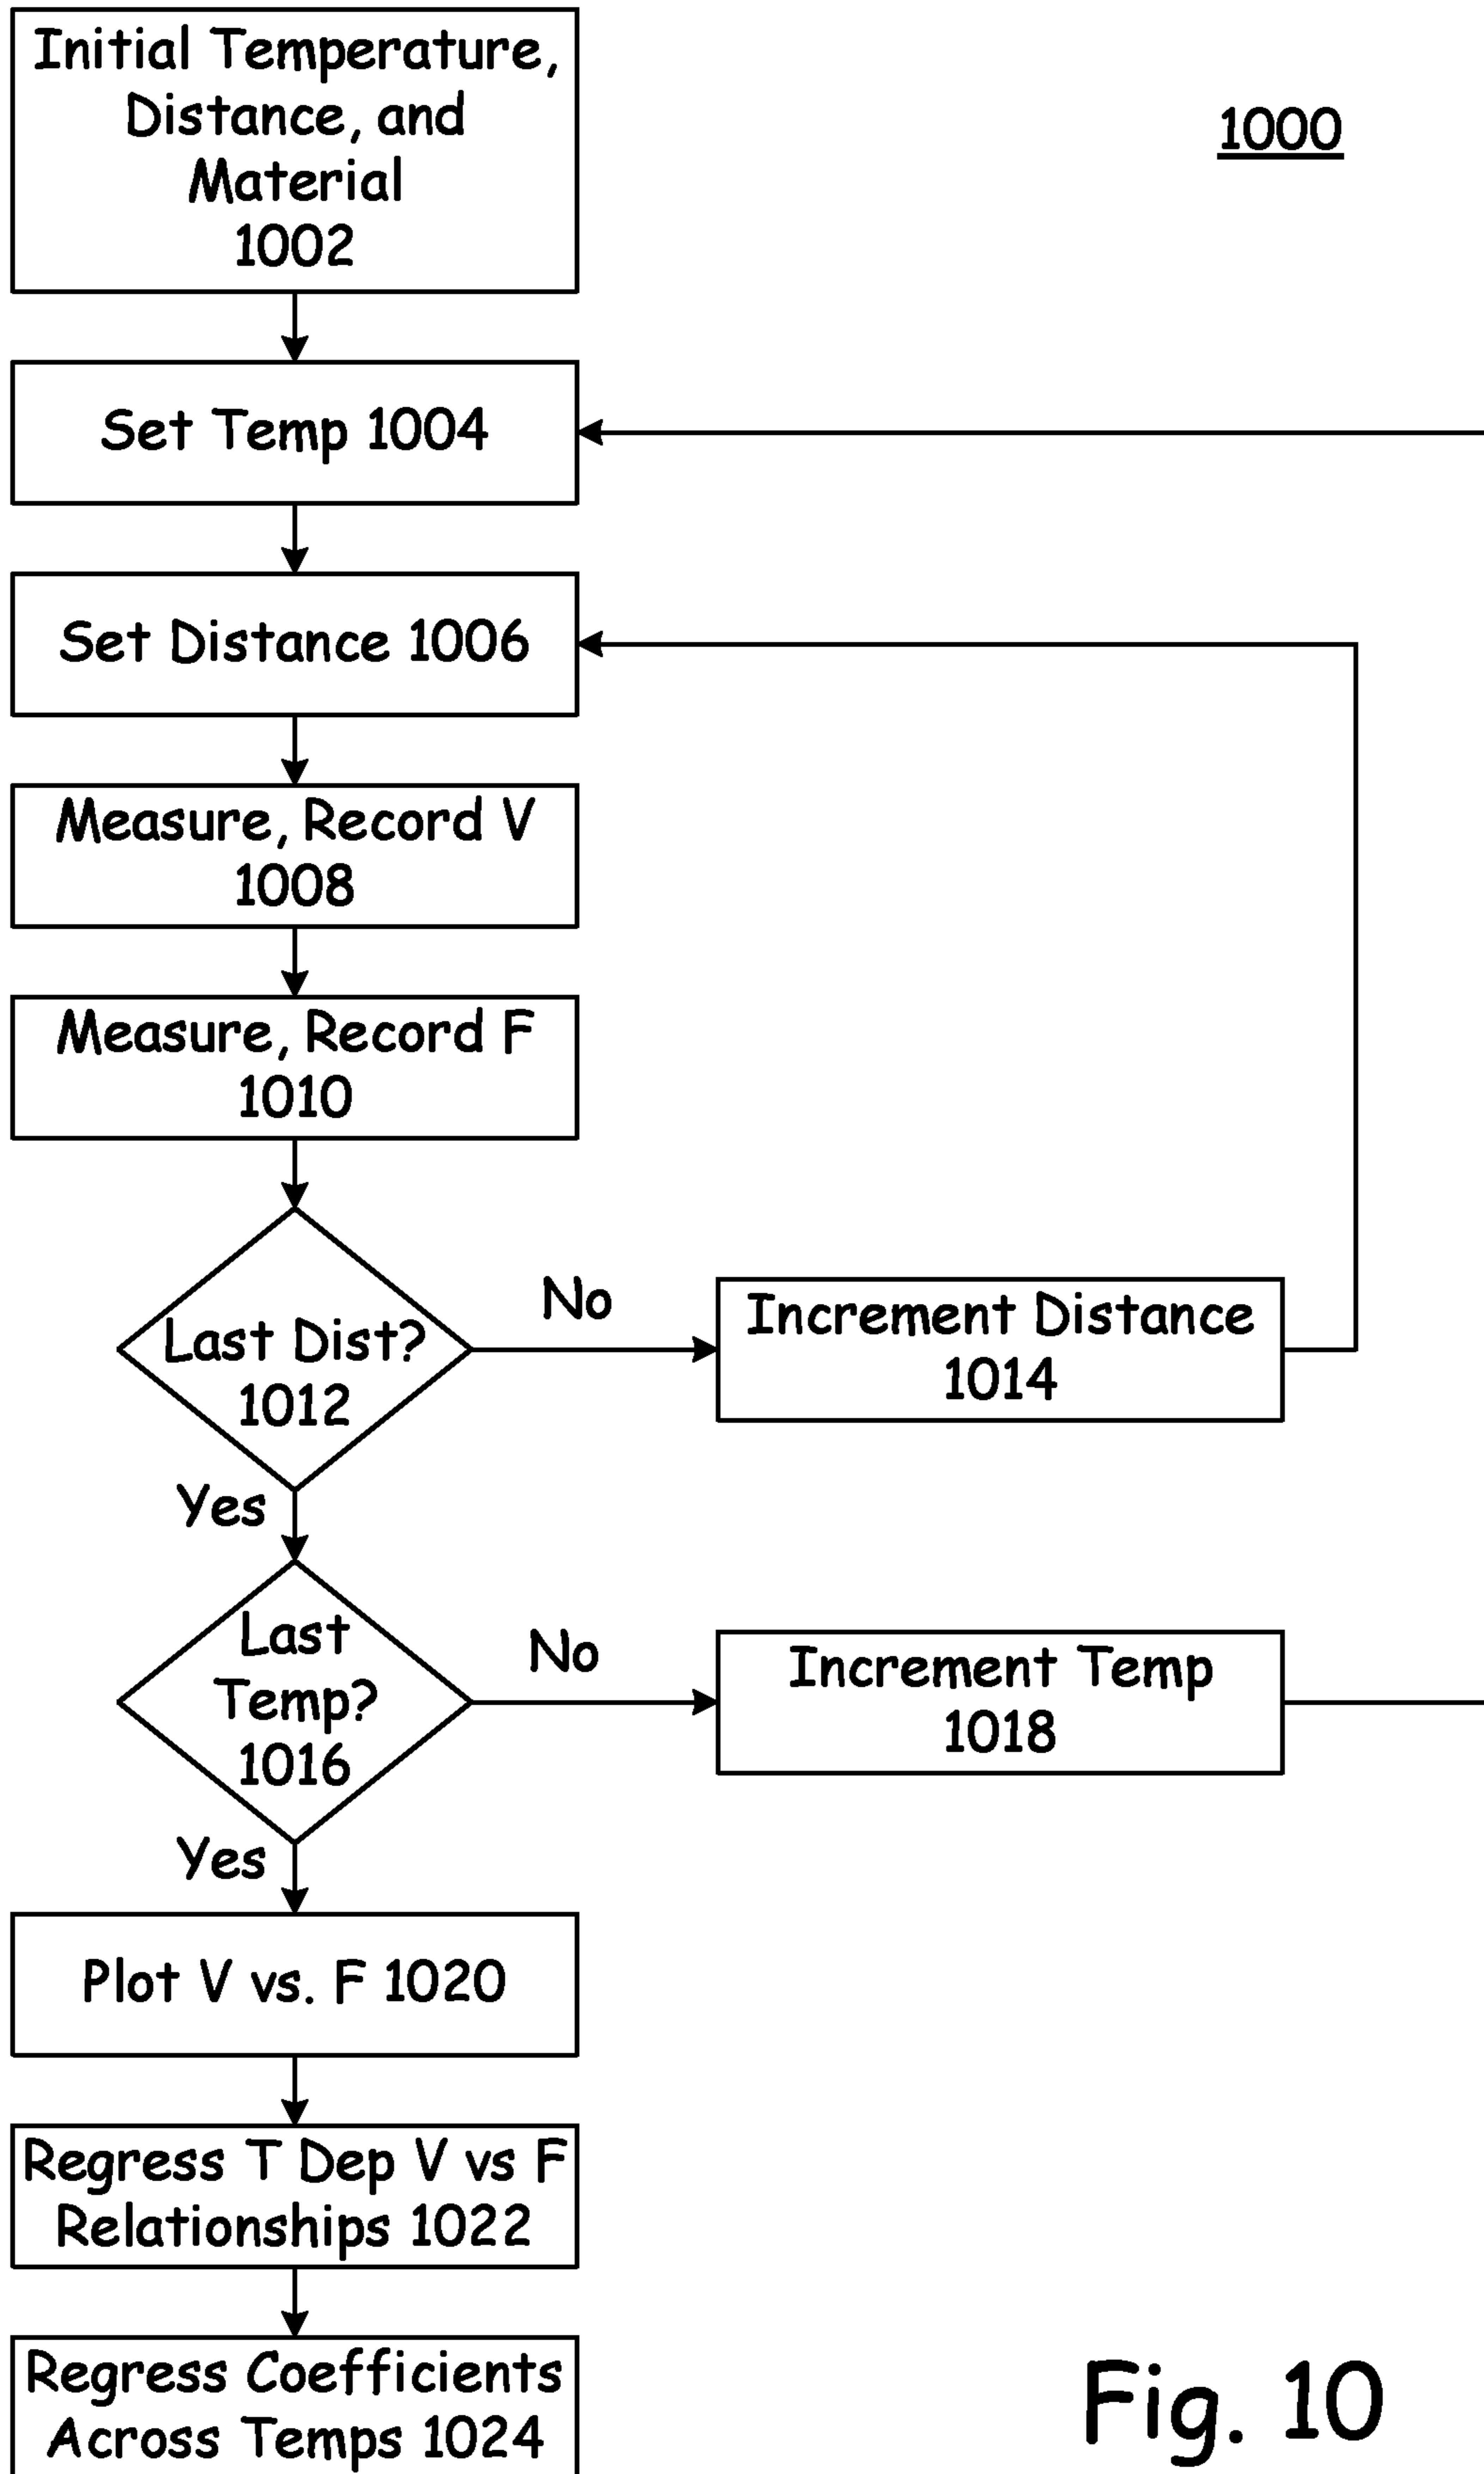 Initial Temperature,
Distance, and
Material
1002
1000
Set Temp 1004
Set Distance 1006
Measure, Record V
1008
Measure, Record F
1010
Last Dist?
1012
No
Increment Distance
1014
Yes
Last
Temp?
1016
No
Increment Temp
1018
Yes
Plot V vs. F 1020
Regress T Dep V vs F
Relationships 1022
Regress Coefficients
Across Temps 1024
Fig. 10